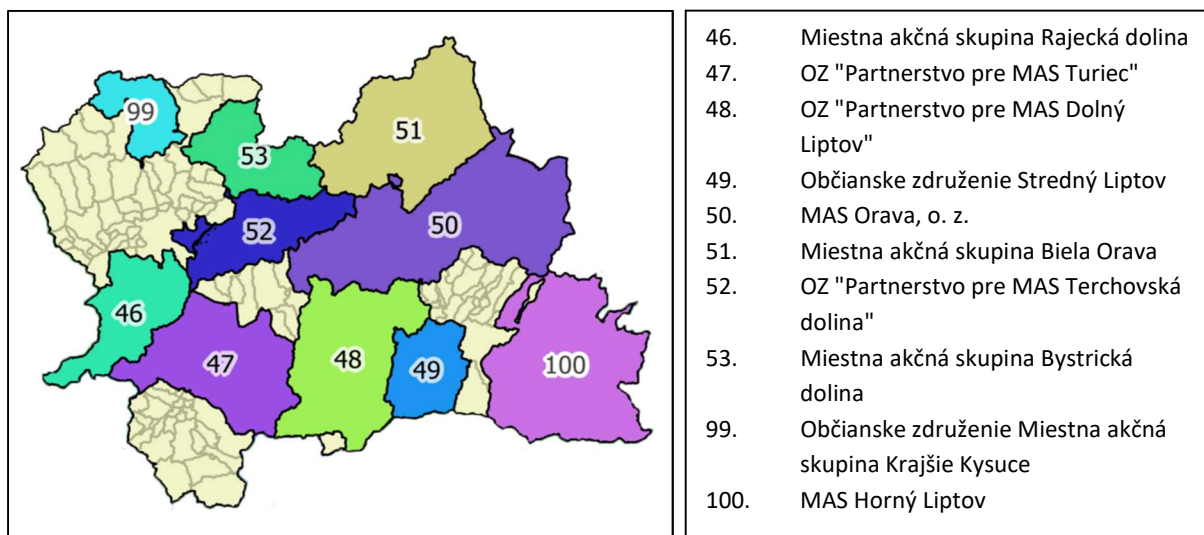 99
51
53
52
50
46
47
48
49
100
46. Miestna akčná skupina Rajecká dolina
47. OZ "Partnerstvo pre MAS Turiec"
48. OZ "Partnerstvo pre MAS Dolný
Liptov"
49. Občianske združenie Stredný Liptov
50. MAS Orava, o. z.
51. Miestna akčná skupina Biela Orava
52. OZ "Partnerstvo pre MAS Terchovská
dolina"
53. Miestna akčná skupina Bystrická
dolina
99. Občianske združenie Miestna akčná
skupina Krajšie Kysuce
100. MAS Horný Liptov